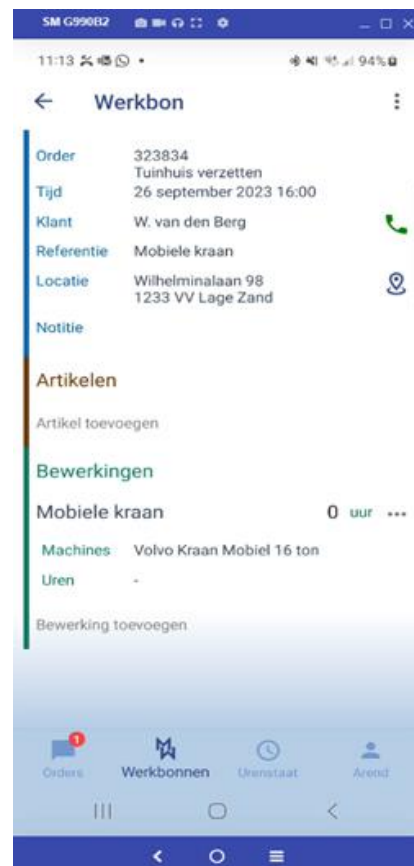 SM G990B2
11:13 94%
Werkbon
Order 323834
Tuinhuis verzetten
Tijd 26 september 2023 16:00
Klant W. van den Berg
Referentie Mobiele kraan
Locatie Wilhelminalaan 98
1233 VV Lage Zand
Notitie
Artikelen
Artikel toevoegen
Bewerkingen
Mobiele kraan 0 uur
Machines Volvo Kraan Mobiel 16 ton
Uren -
Bewerking toevoegen
1
Orders Werkbonnen Urenstaat Arend